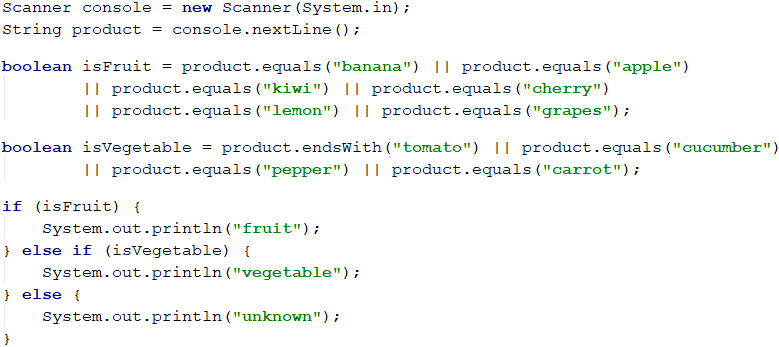 Scanner console = new Scanner(System.in);
String product = console.nextLine();
boolean isFruit = product.equals("banana") || product.equals("apple")
|| product.equals("kiwi") || product.equals("cherry")
|| product.equals("lemon") || product.equals("grapes");
boolean isVegetable = product.endsWith("tomato") || product.equals("cucumber")
|| product.equals("pepper") || product.equals("carrot");
if (isFruit) {
System.out.println("fruit");
} else if (isVegetable) {
System.out.println("vegetable");
} else {
System.out.println("unknown");
}